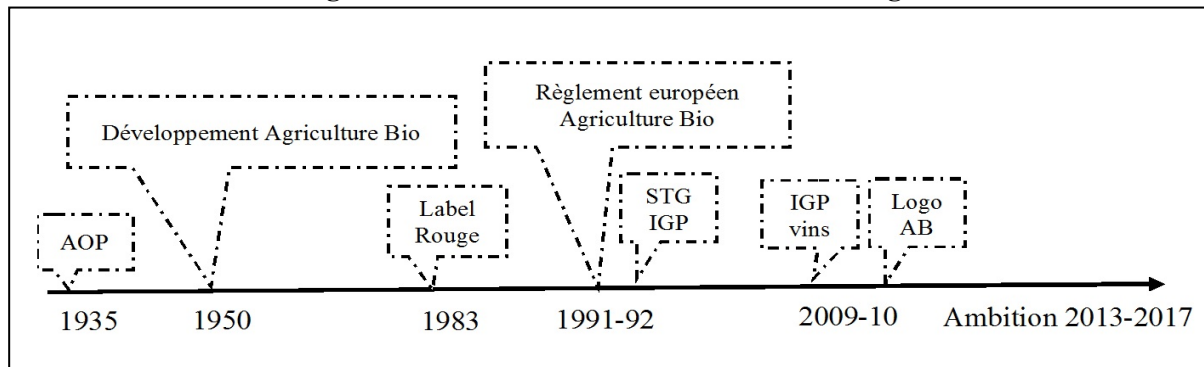 Développement Agriculture Bio
Règlement européen
Agriculture Bio
AOP
Label
Rouge
STG
IGP
IGP
vins
Logo
AB
1935
1950
1983
1991-92
2009-10
Ambition 2013-2017